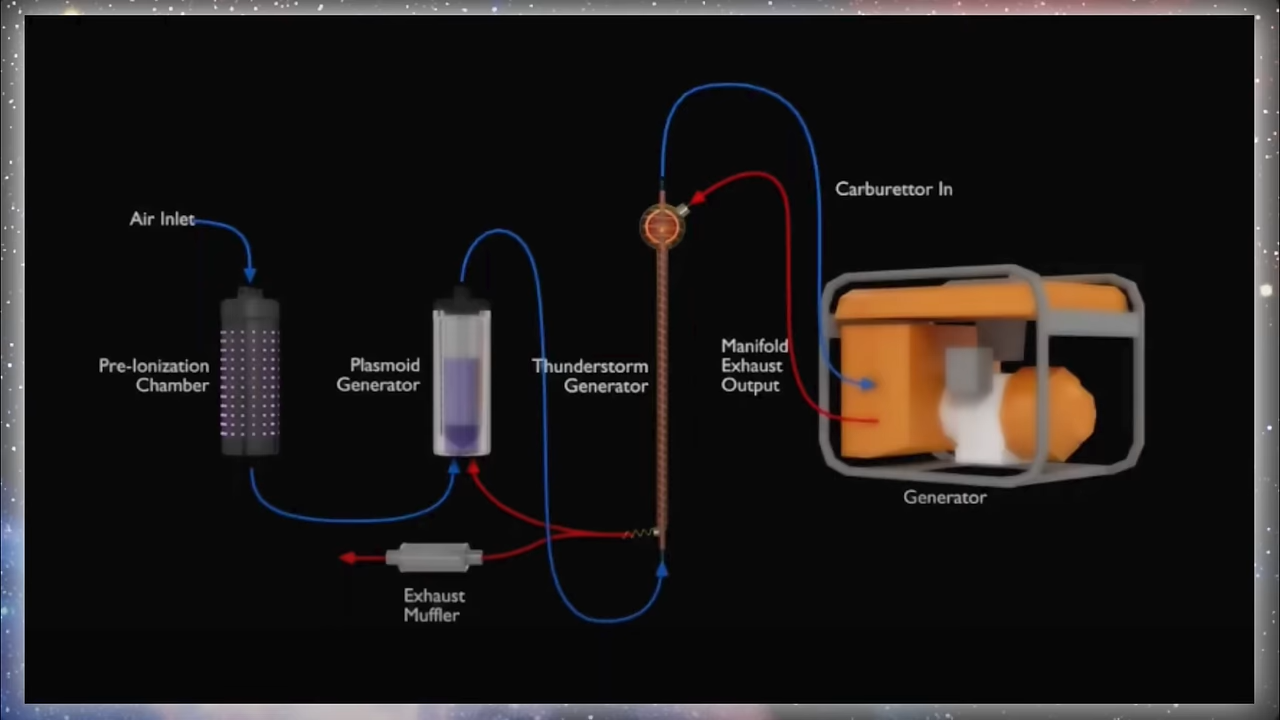 Air Inlet
Carburettor In
Pre-Ionization
Chamber
Plasmoid
Generator
Thunderstorm
Generator
Manifold
Exhaust
Output
Generator
Exhaust
Muffler